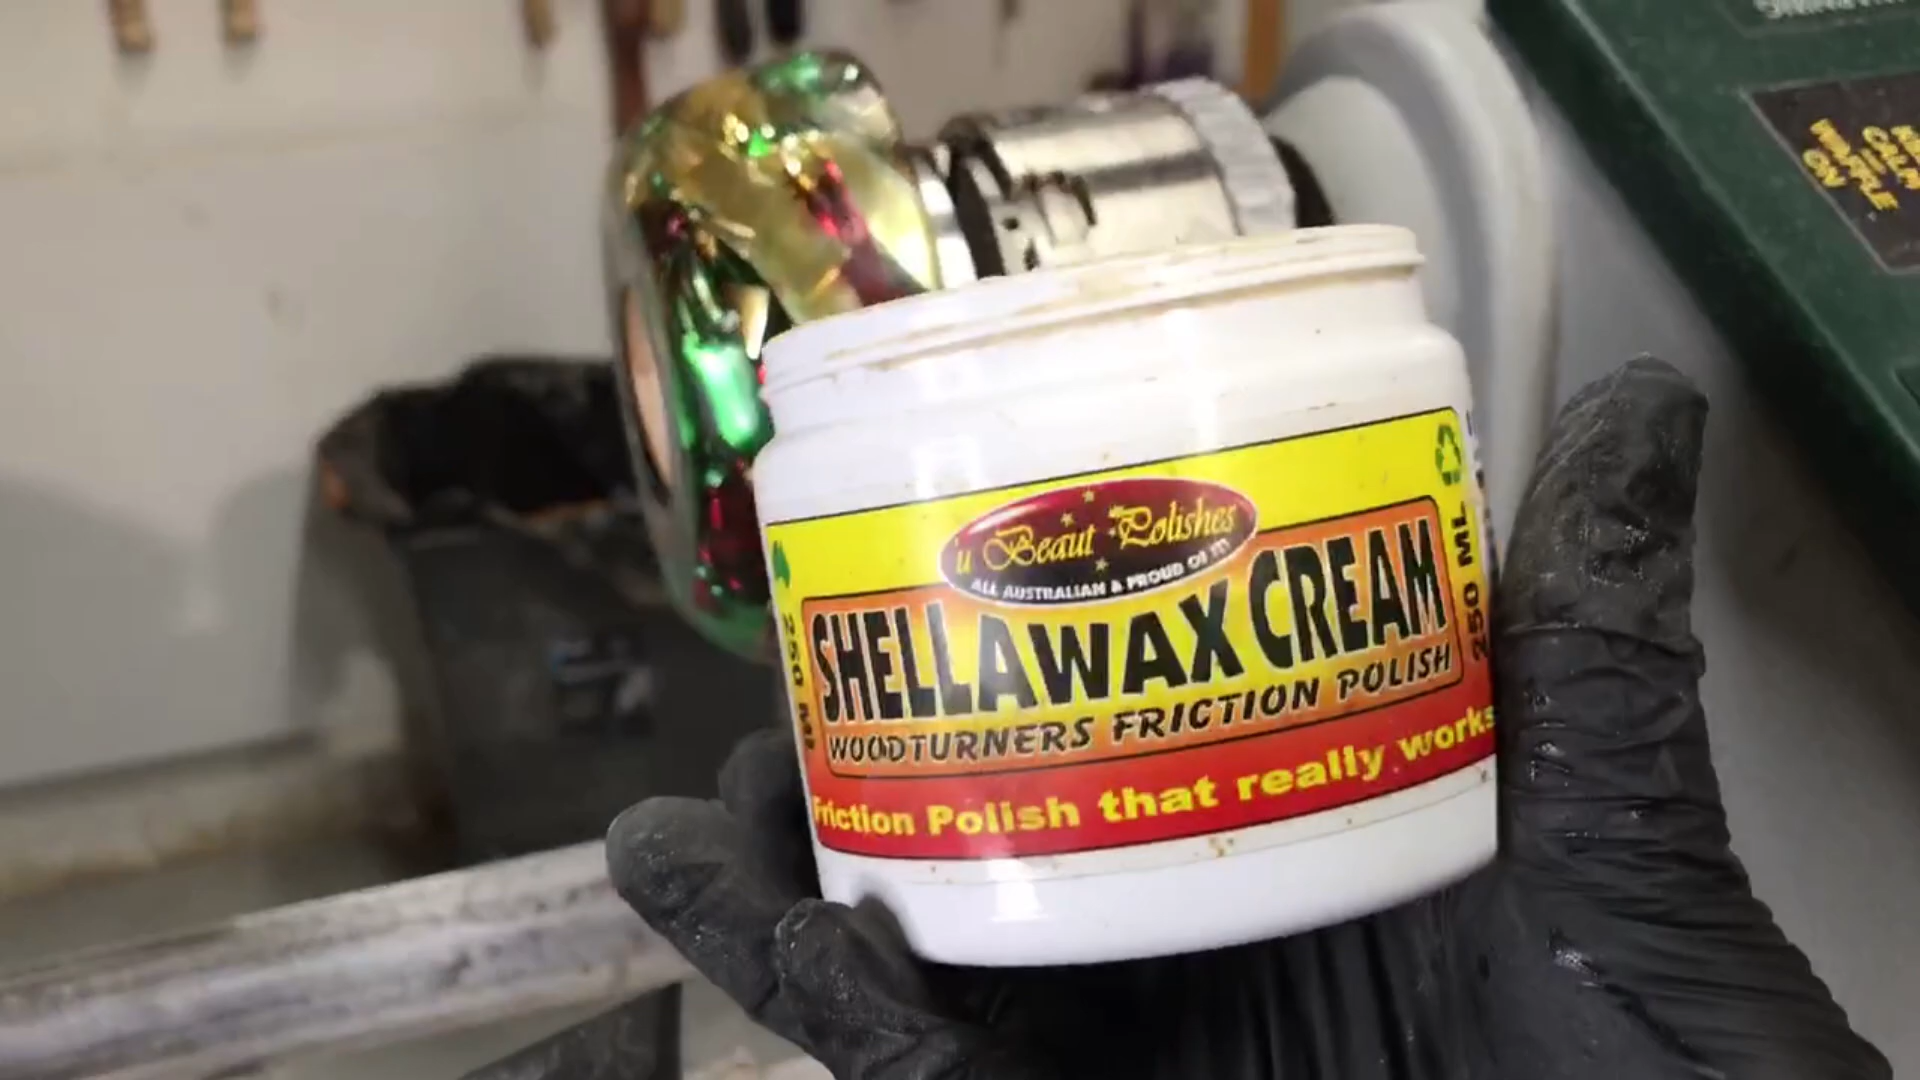 'u Beaut Polishes
ALL AUSTRALIAN & PROUD OF IT!
SHELLAWAX CREAM
WOODTURNERS FRICTION POLISH
Friction Polish that really works
250 ML
250 ML